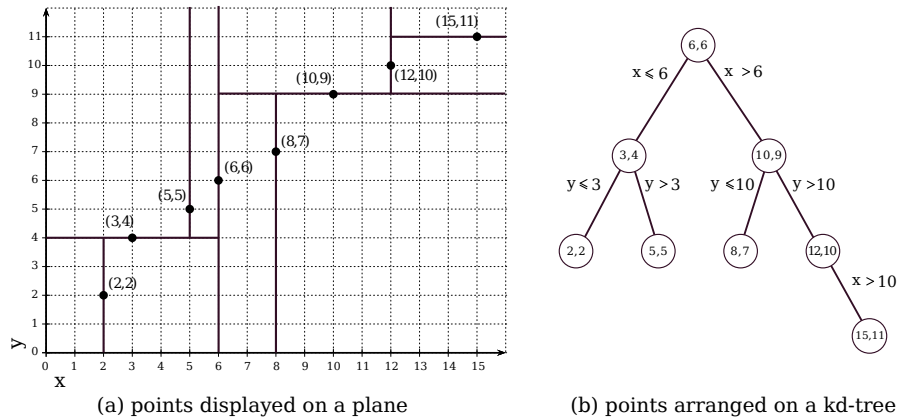 (15,11)
11
10
(12,10)
(10,9)
9
8
(8,7)
7
(6,6)
6
(5,5)
5
(3,4)
4
3
(2,2)
2
1
0
y
0 1 2 3 4 5 6 7 8 9 10 11 12 13 14 15
x
(a) points displayed on a plane
6,6
x ⩽ 6 x > 6
3,4 10,9
y ⩽ 3 y > 3 y ⩽ 10 y > 10
2,2 5,5 8,7 12,10
x > 10
15,11
(b) points arranged on a kd-tree